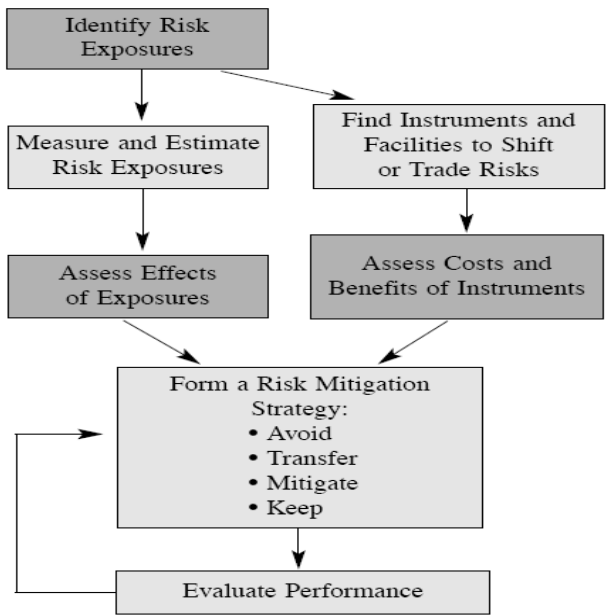 Identify Risk
Exposures
Measure and Estimate
Risk Exposures
Find Instruments and
Facilities to Shift
or Trade Risks
Assess Effects
of Exposures
Assess Costs and
Benefits of Instruments
Form a Risk Mitigation
Strategy:
• Avoid
• Transfer
• Mitigate
• Keep
Evaluate Performance